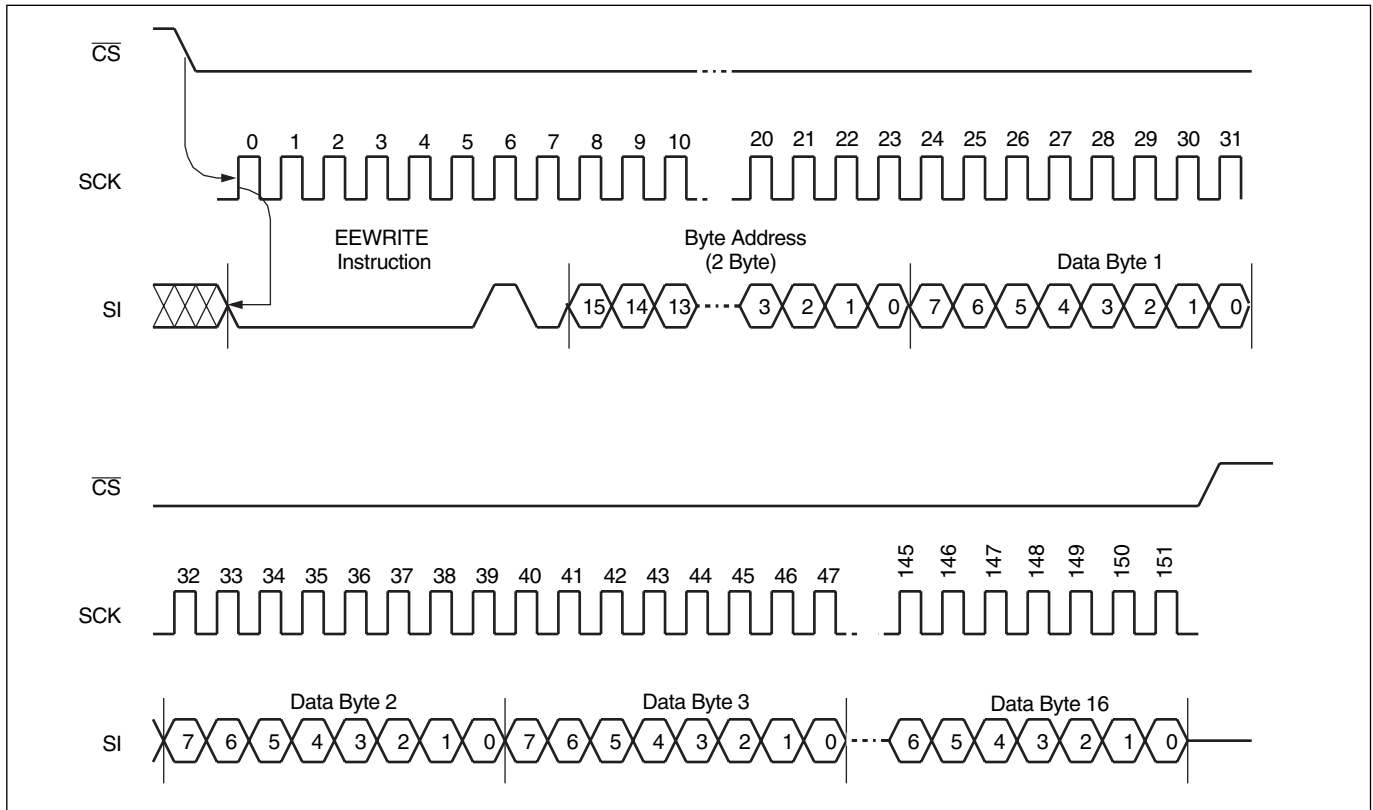 CS
0 1 2 3 4 5 6 7 8 9 10 20 21 22 23 24 25 26 27 28 29 30 31
SCK
EEWRITE
Instruction
Byte Address
(2 Byte)
Data Byte 1
SI
15 14 13 3 2 1 0 7 6 5 4 3 2 1 0
CS
32 33 34 35 36 37 38 39 40 41 42 43 44 45 46 47 145 146 147 148 149 150 151
SCK
Data Byte 2 Data Byte 3 Data Byte 16
SI
7 6 5 4 3 2 1 0 7 6 5 4 3 2 1 0 6 5 4 3 2 1 0